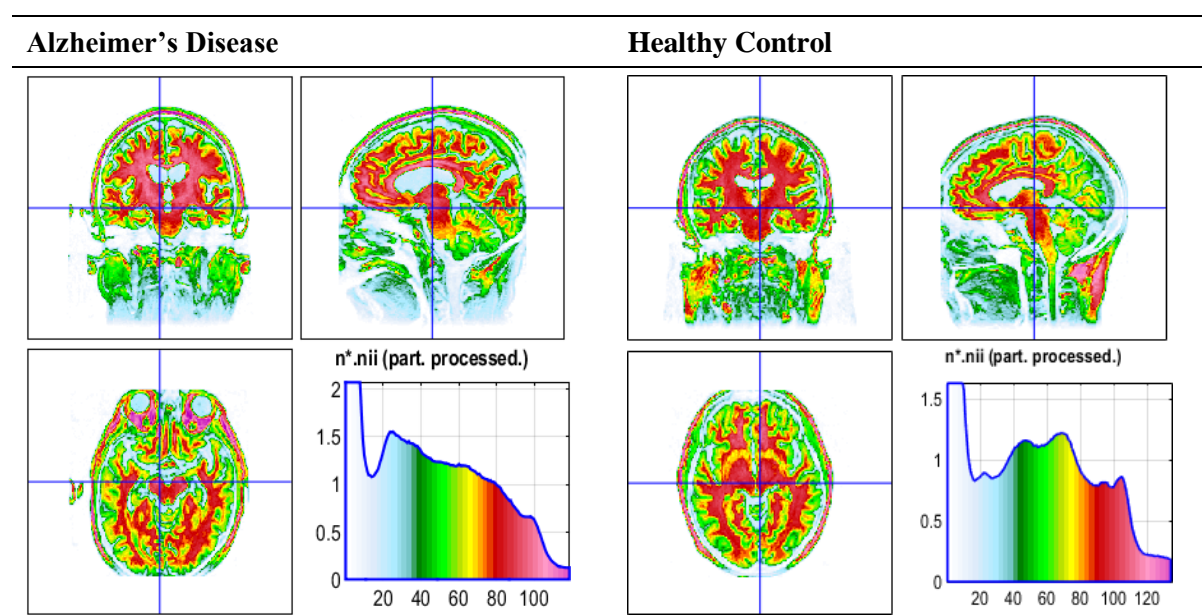 Alzheimer’s Disease
Healthy Control
n*.nii (part. processed.)
2
1.5
1
0.5
0
20 40 60 80 100
n*.nii (part. processed.)
1.5
1
0.5
0
20 40 60 80 100 120